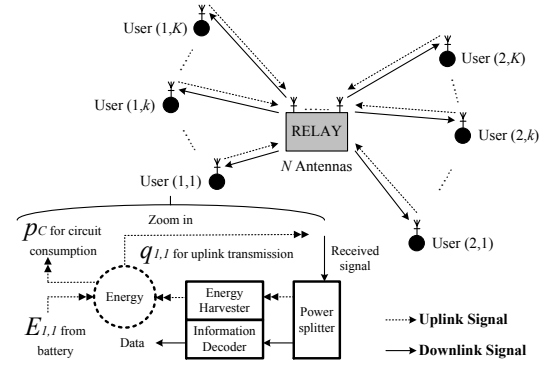 User (1,K)
User (2,K)
User (1,k)
RELAY
User (2,k)
N Antennas
User (1,1)
User (2,1)
Zoom in
pC for circuit
consumption
q1,1 for uplink transmission
Received
signal
Energy
Energy
Harvester
Power
splitter
Information
Decoder
E1,1 from
battery
Data
Uplink Signal
Downlink Signal